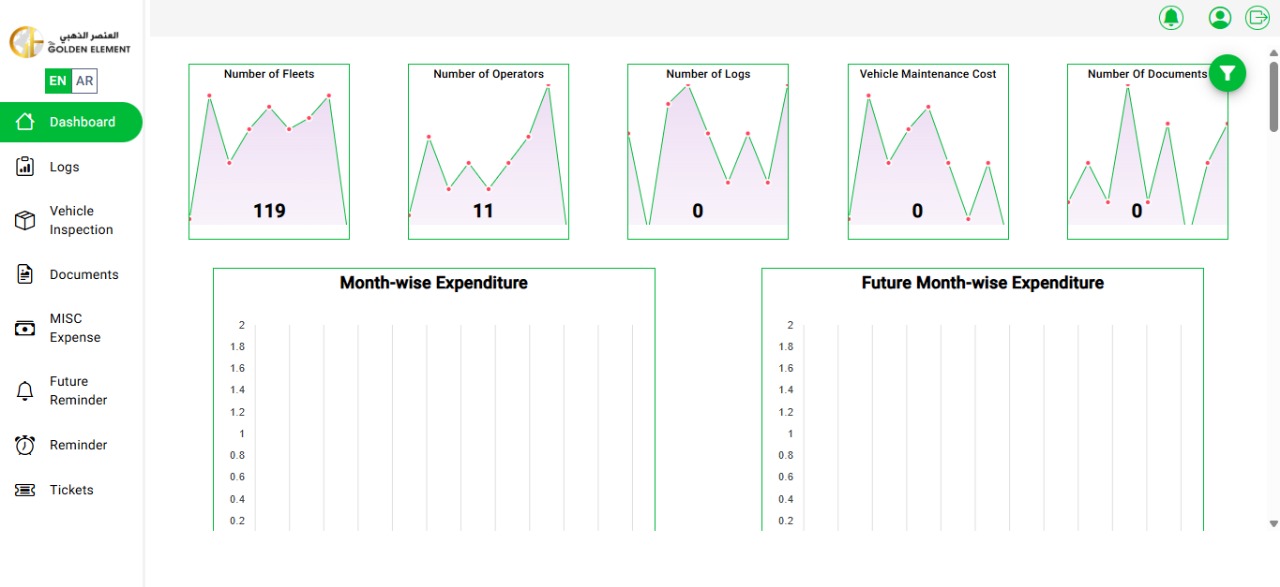 العنصر الذهبي
GOLDEN ELEMENT
EN AR
Dashboard
Logs
Vehicle
Inspection
Documents
MISC
Expense
Future
Reminder
Reminder
Tickets
Number of Fleets
119
Number of Operators
11
Number of Logs
0
Vehicle Maintenance Cost
0
Number Of Documents
0
Month-wise Expenditure
2
1.8
1.6
1.4
1.2
1
0.8
0.6
0.4
0.2
Future Month-wise Expenditure
2
1.8
1.6
1.4
1.2
1
0.8
0.6
0.4
0.2